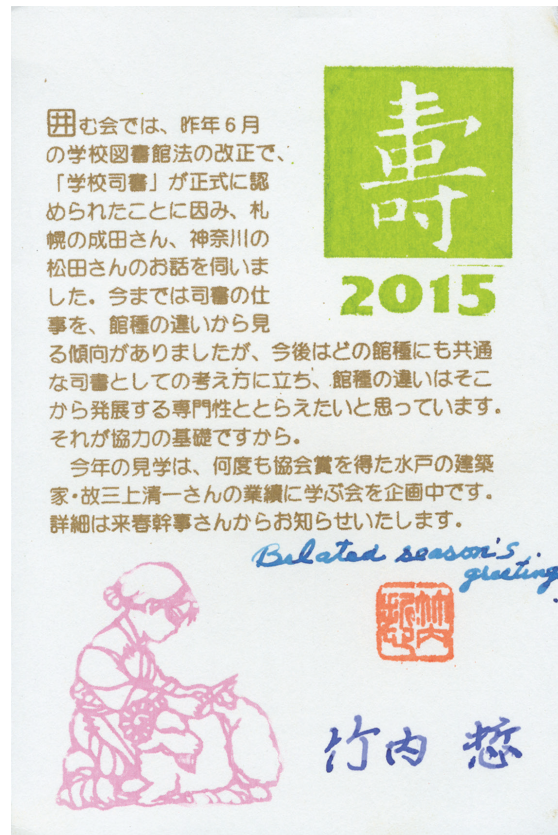 壽
2015
囲む会では、昨年6月
の学校図書館法の改正で、
「学校司書」が正式に認
められたことに因み、札
幌の成田さん、神奈川の
松田さんのお話を伺いま
した。今までは司書の仕
事を、館種の違いから見
る傾向がありましたが、今後はどの館種にも共通
な司書としての考え方に立ち、館種の違いはそこ
から発展する専門性ととらえたいと思っています。
それが協力の基礎ですから。
今年の見学は、何度も協会賞を得た水戸の建築
家・故三上清一さんの業績に学ぶ会を企画中です。
詳細は来春幹事さんからお知らせいたします。
Belated season's
greeting
竹内
竹内 悊